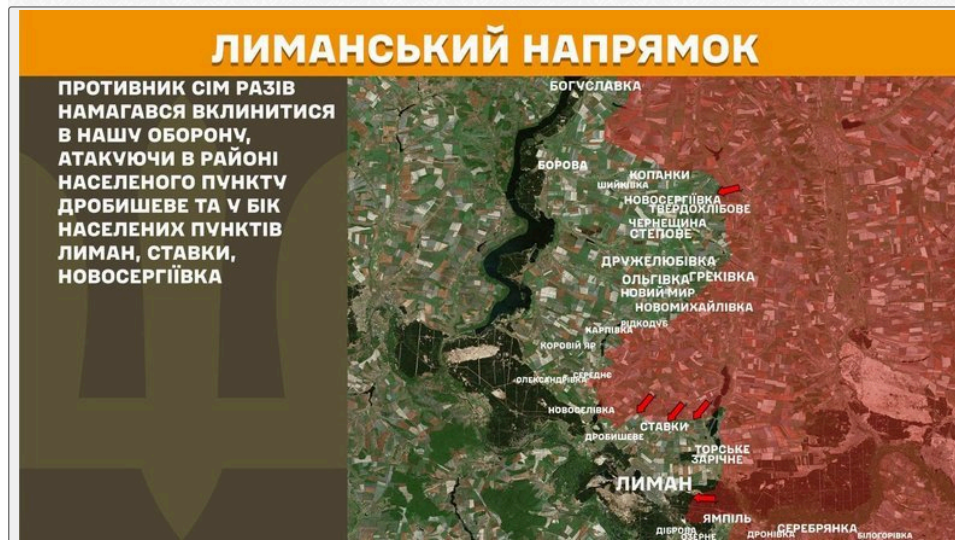 ЛИМАНСЬКИЙ НАПРЯМОК
ПРОТИВНИК СІМ РАЗІВ
НАМАГАВСЯ ВКЛИНИТИСЯ
В НАШУ ОБОРОНУ,
АТАКУЮЧИ В РАЙОНІ
НАСЕЛЕНОГО ПУНКТУ
ДРОБИШЕВЕ ТА У БІК
НАСЕЛЕНИХ ПУНКТІВ
ЛИМАН, СТАВКИ,
НОВОСЕРГІЇВКА
БОГУСЛАВКА
БОРОВА
КОПАНКИ
ШИЙКІВКА
НОВОСЕРГІЇВКА
ТВЕРДОХЛІБОВЕ
ЧЕРНЕЩИНА
СТЕПОВЕ
ДРУЖЕЛЮБІВКА
ГРЕКІВКА
ОЛЬГІВКА
НОВИЙ МИР
НОВОМИХАЙЛІВКА
РІДКОДУБ
КАРПІВКА
КОРОВІЙ ЯР
СЕРЕДНЄ
ОЛЕКСАНДРІВКА
НОВОСЕЛІВКА
СТАВКИ
ДРОБИШЕВЕ
ТОРСЬКЕ
ЗАРІЧНЕ
ЛИМАН
ЯМПІЛЬ
ДІБРОВА
ОЗЕРНЕ
СЕРЕБРЯНКА
ДРОНІВКА
БІЛОГОРІВКА